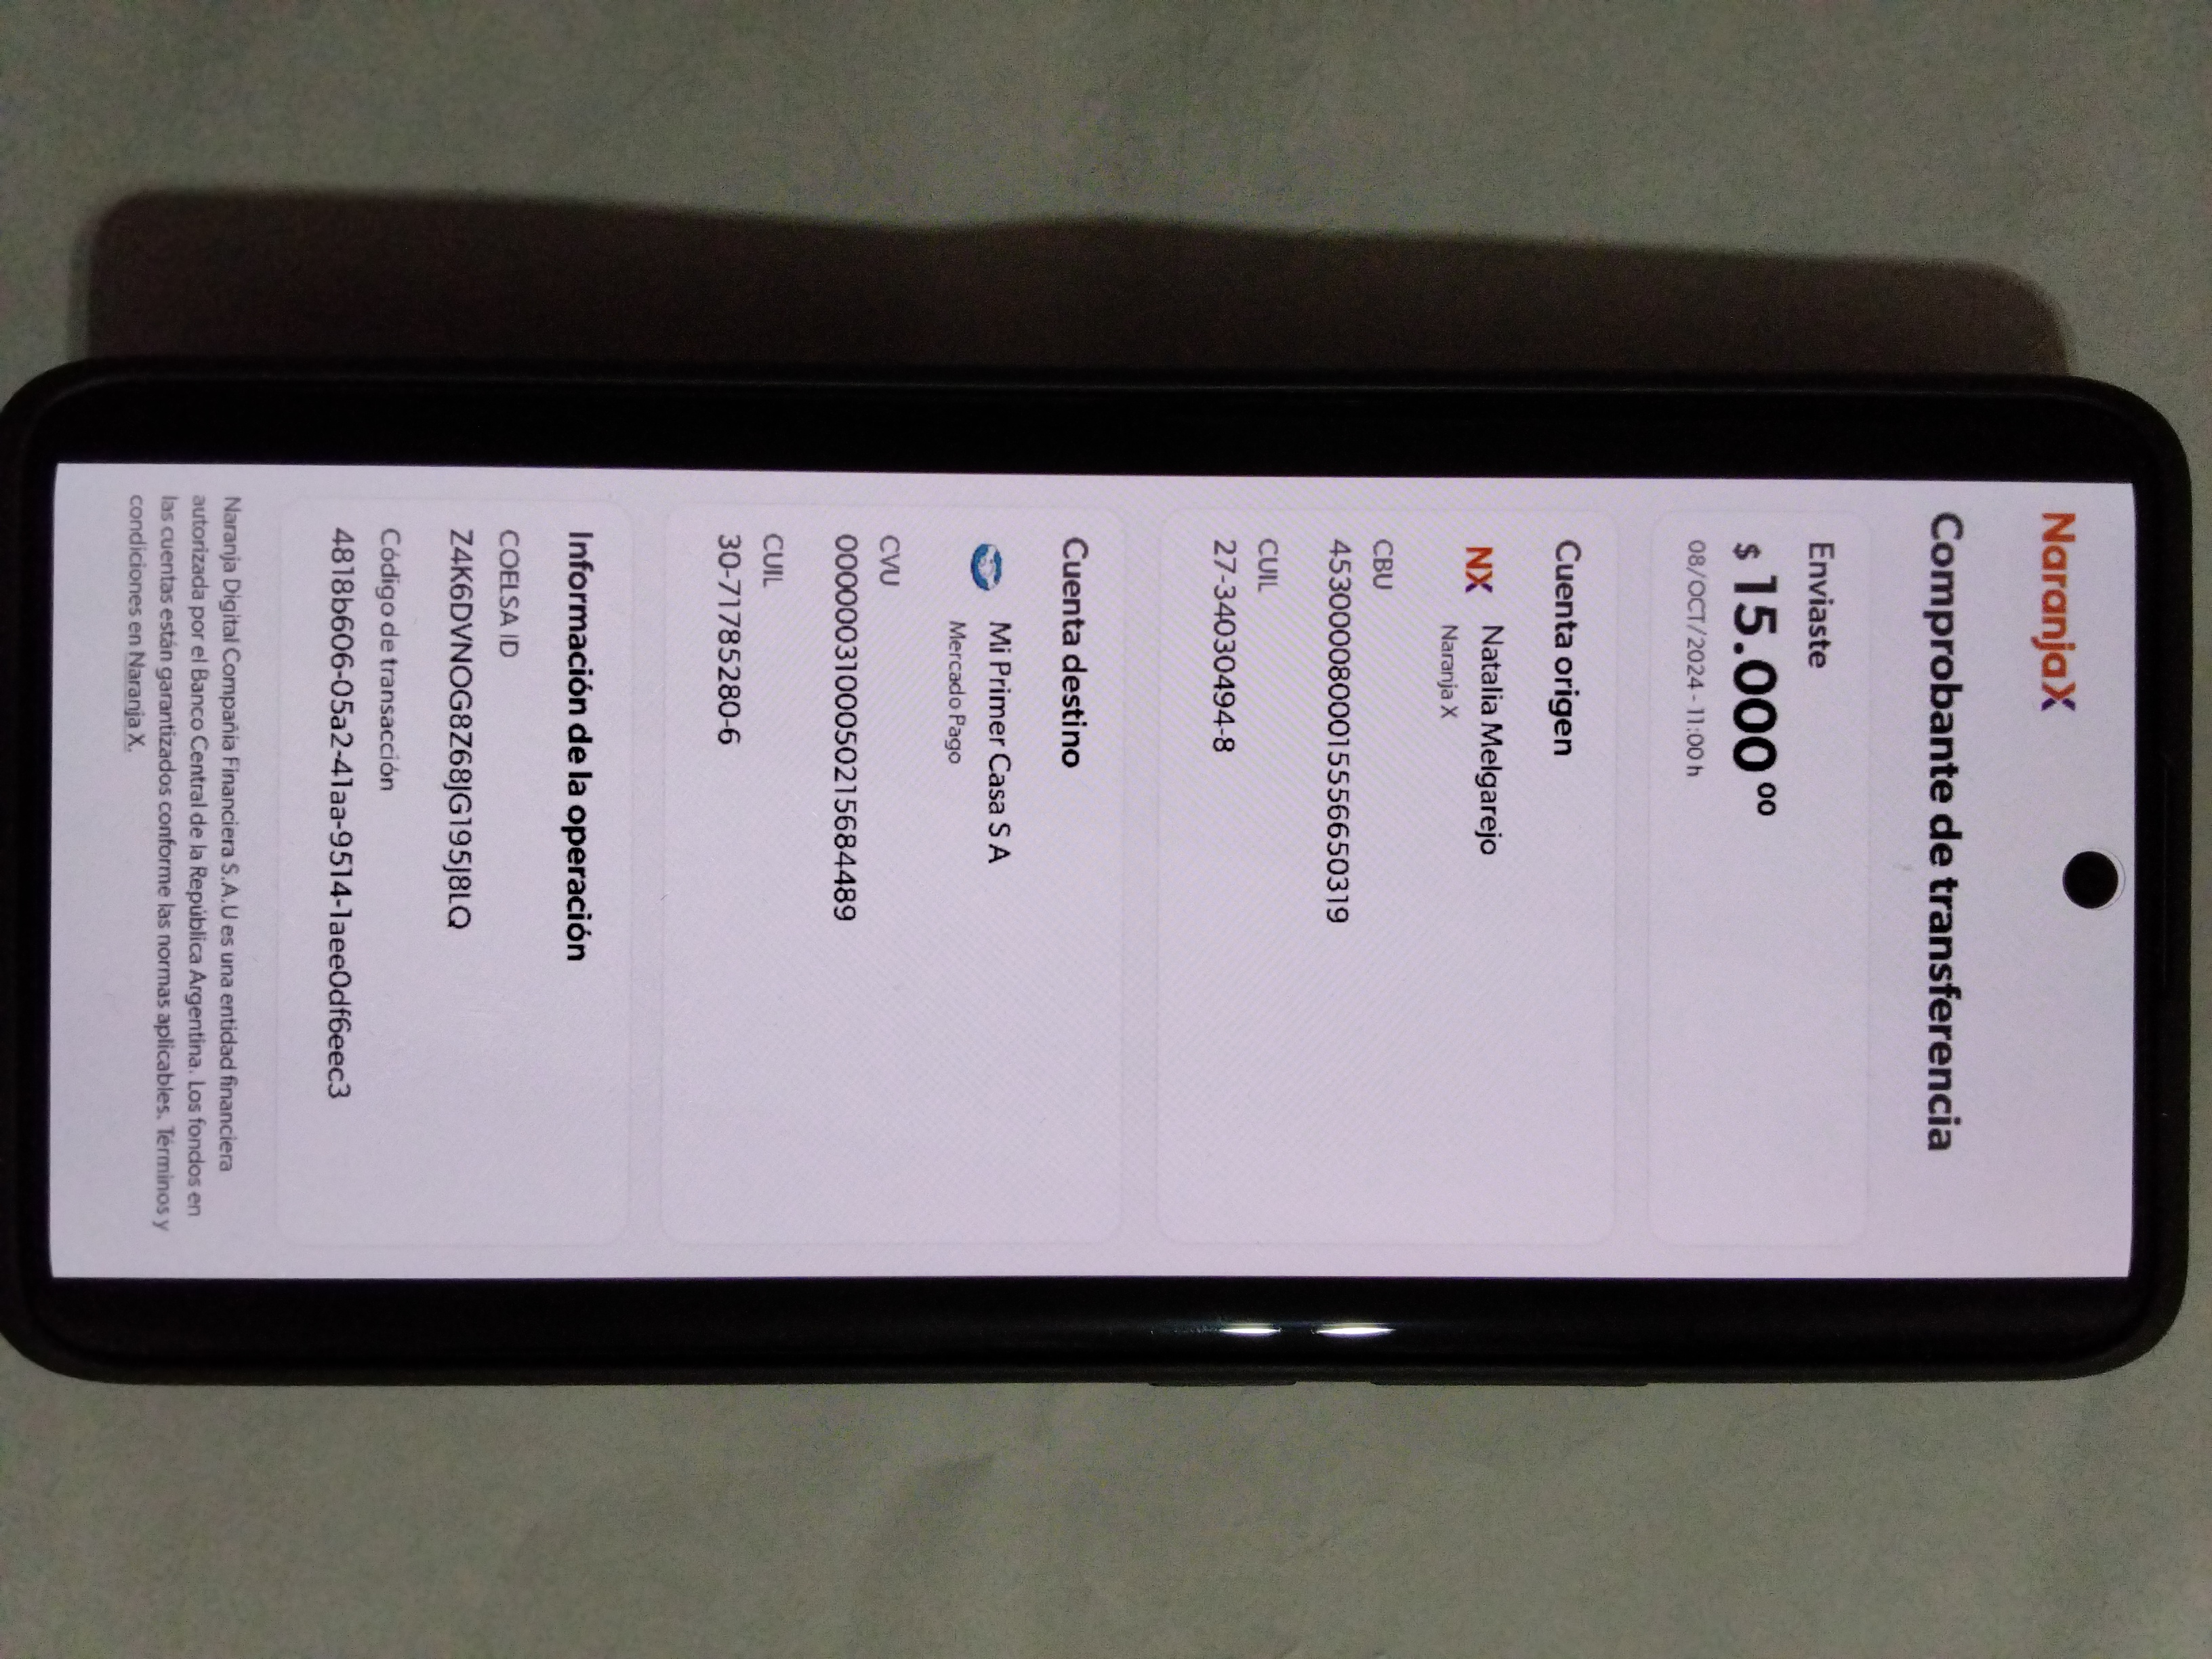 NaranjaX
Comprobante de transferencia
Enviaste
$ 15.000⁰⁰
08/OCT/2024 - 11:00 h
Cuenta origen
NX Natalia Melgarejo
Naranja X
CBU
4530000800015556650319
CUIL
27-34030494-8
Cuenta destino
Mi Primer Casa S A
Mercado Pago
CVU
0000003100050215684489
CUIL
30-71785280-6
Información de la operación
COELSA ID
Z4K6DVNOG8Z68JG195J8LQ
Código de transacción
4818b606-05a2-41aa-9514-1aee0df6eec3
Naranja Digital Compañía Financiera S.A.U es una entidad financiera
autorizada por el Banco Central de la República Argentina. Los fondos en
las cuentas están garantizados conforme las normas aplicables. Términos y
condiciones en Naranja X.